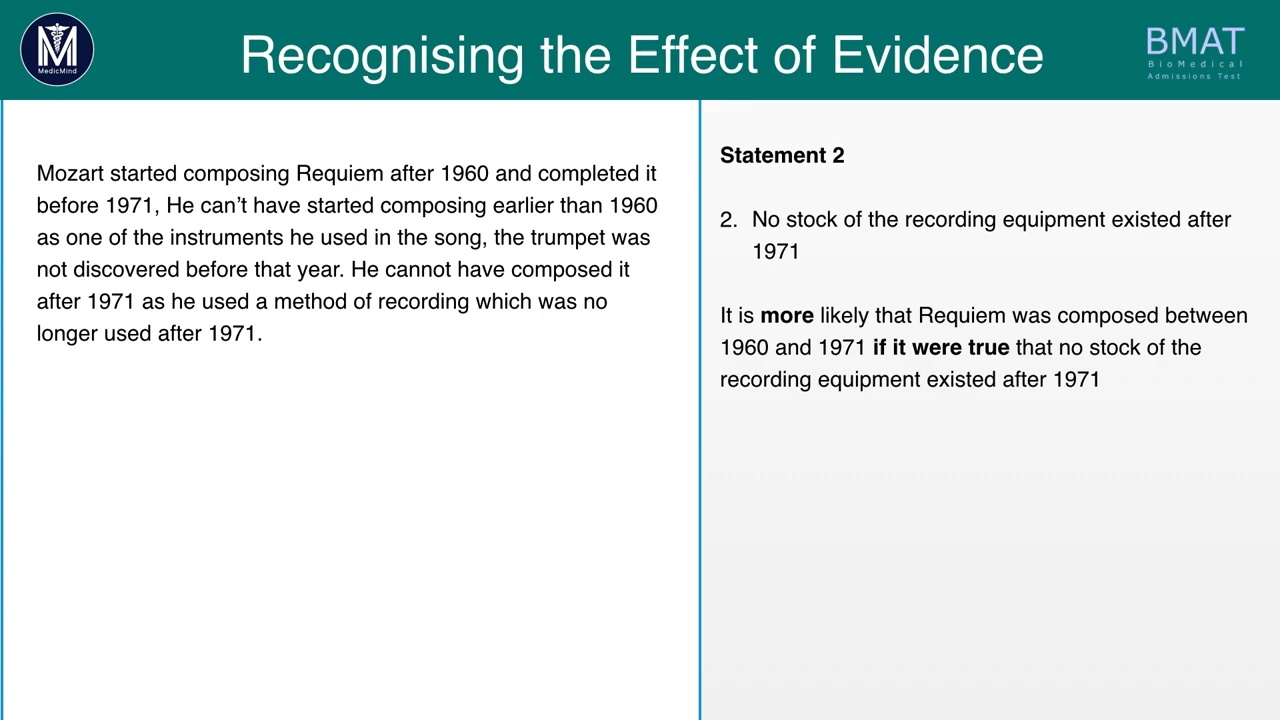 MedicMind
Recognising the Effect of Evidence
BMAT
BioMedical
Admissions Test
Mozart started composing Requiem after 1960 and completed it
before 1971, He can’t have started composing earlier than 1960
as one of the instruments he used in the song, the trumpet was
not discovered before that year. He cannot have composed it
after 1971 as he used a method of recording which was no
longer used after 1971.
Statement 2
2. No stock of the recording equipment existed after
1971
It is more likely that Requiem was composed between
1960 and 1971 if it were true that no stock of the
recording equipment existed after 1971